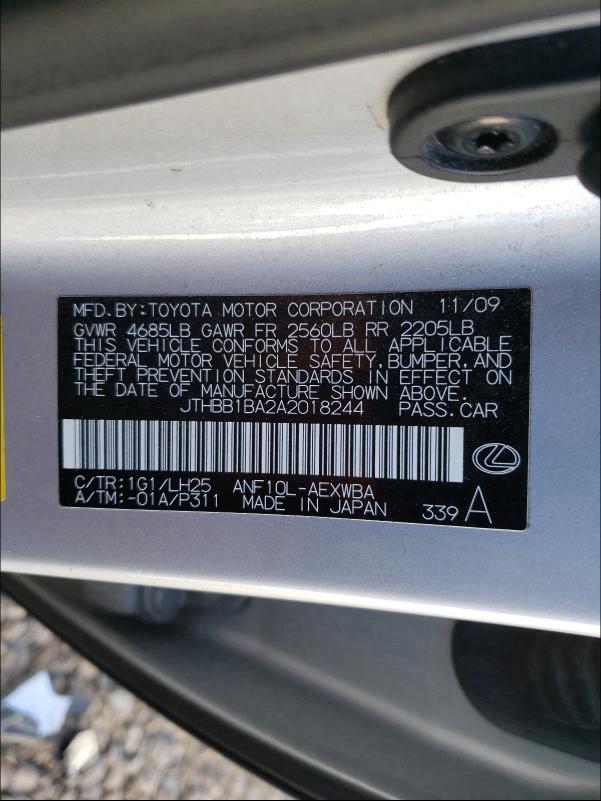 MFD.BY:TOYOTA MOTOR CORPORATION 11/09
GVWR 4685LB GAWR FR 2560LB RR 2205LB
THIS VEHICLE CONFORMS TO ALL APPLICABLE
FEDERAL MOTOR VEHICLE SAFETY, BUMPER, AND
THEFT PREVENTION STANDARDS IN EFFECT ON
THE DATE OF MANUFACTURE SHOWN ABOVE.
JTHBB1BA2A2018244 PASS.CAR
C/TR:1G1/LH25 ANF10L-AEXWBA
A/TM:-01A/P311 MADE IN JAPAN 339 A